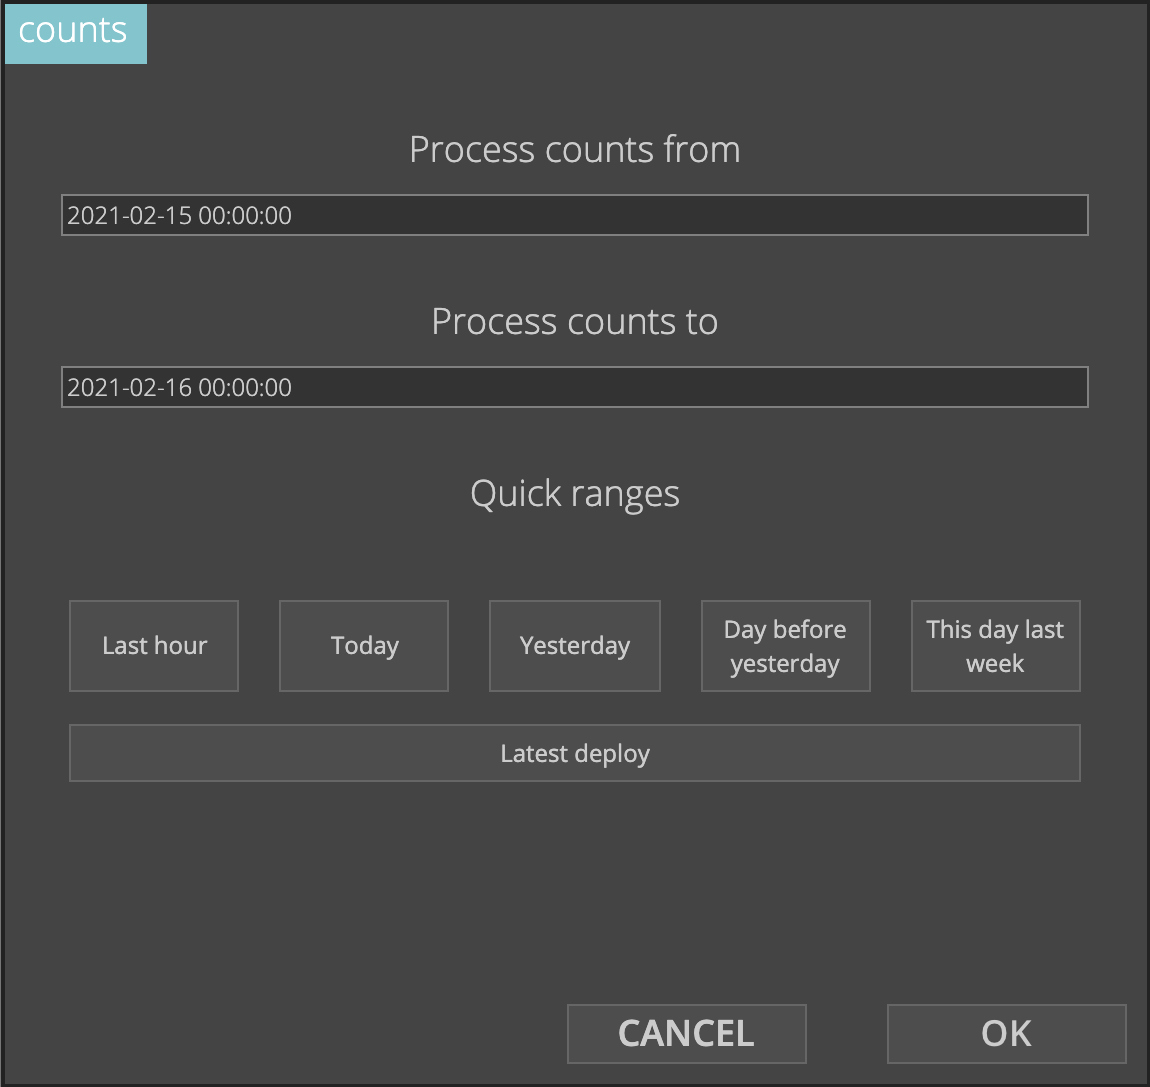 counts
Process counts from
2021-02-15 00:00:00
Process counts to
2021-02-16 00:00:00
Quick ranges
Last hour
Today
Yesterday
Day before
yesterday
This day last
week
Latest deploy
CANCEL
OK